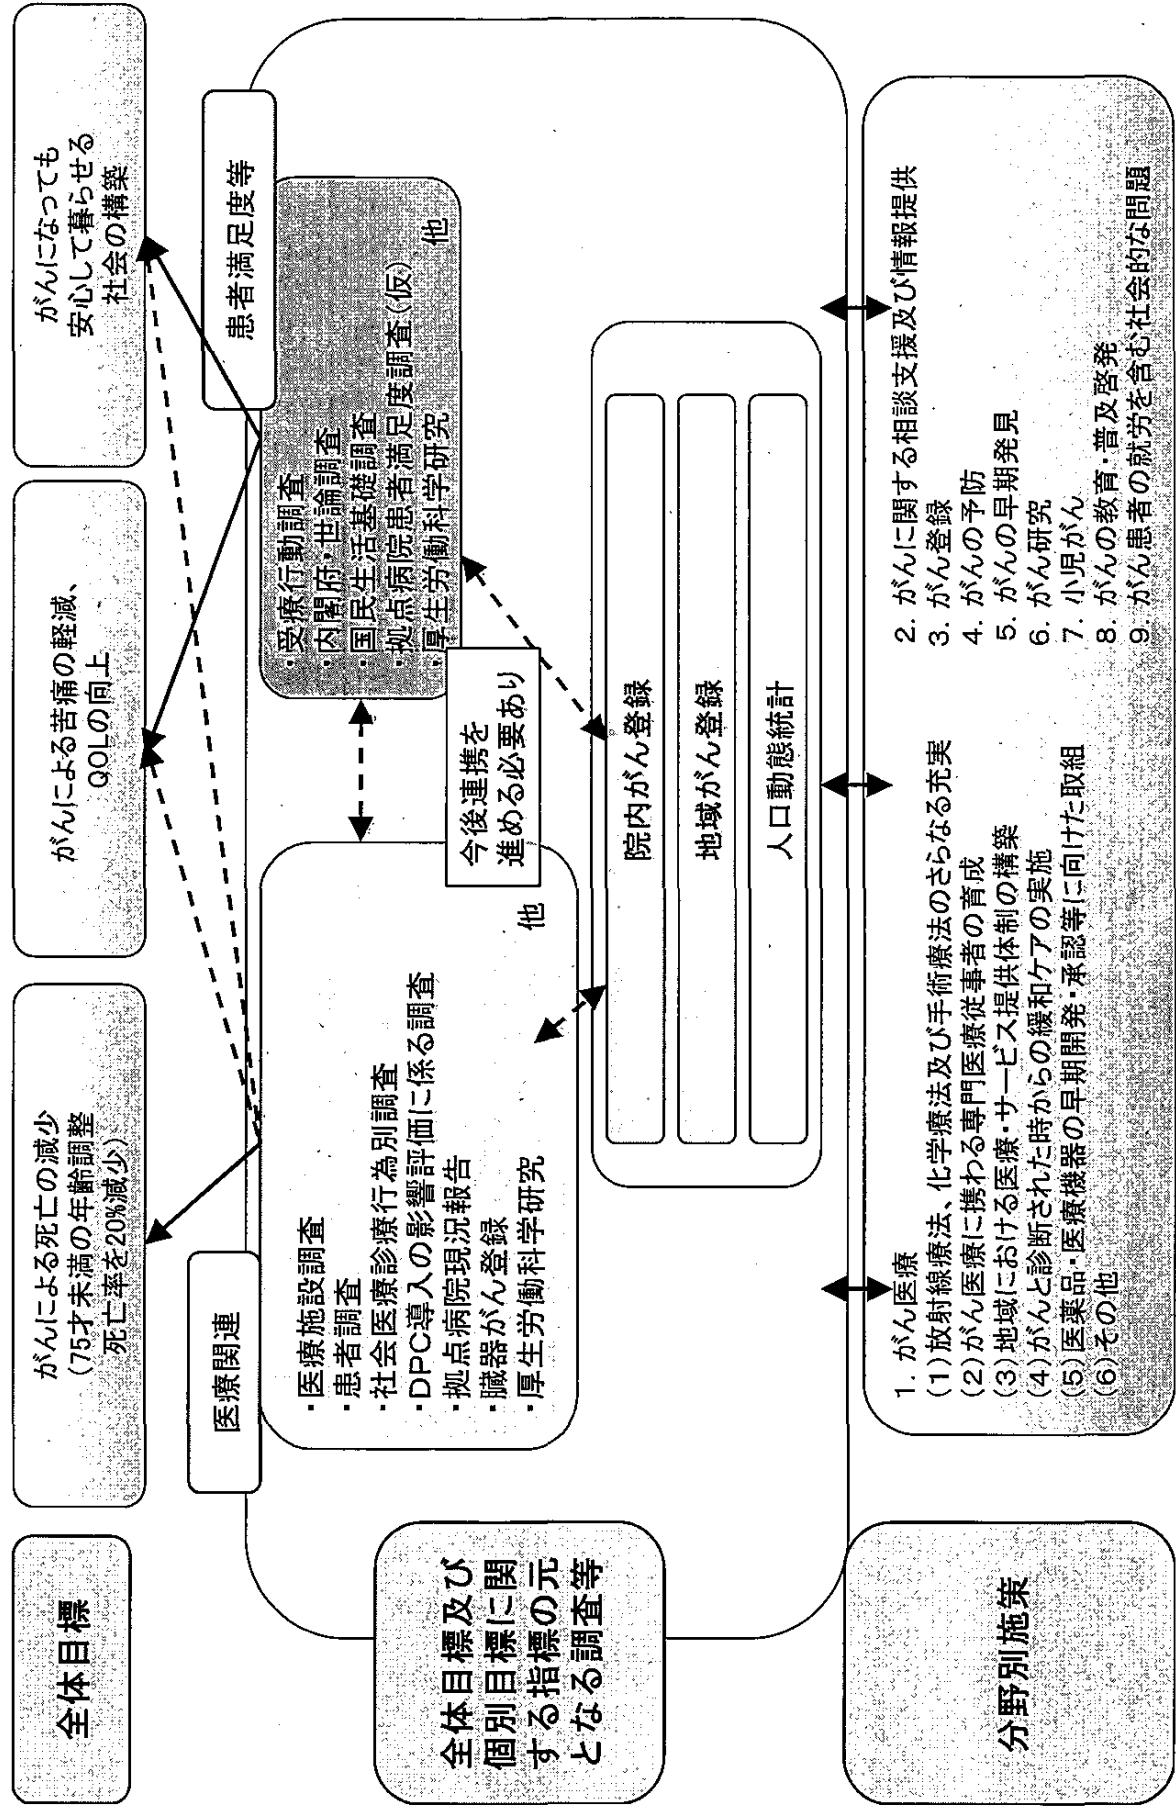 全体目標
がんによる死亡の減少
(75才未満の年齢調整
死亡率を20%減少)
がんによる苦痛の軽減、
QOLの向上
がんになっても
安心して暮らせる
社会の構築
全体目標及び
個別目標に関
する指標の元
となる調査等
医療関連
・医療施設調査
・患者調査
・社会医療診療行為別調査
・DPC導入の影響評価に係る調査
・拠点病院現況報告
・臓器がん登録
・厚生労働科学研究
他
患者満足度等
・受療行動調査
・内閣府・世論調査
・国民生活基礎調査
・拠点病院患者満足度調査(仮)
・厚生労働科学研究
他
今後連携を
進める必要あり
院内がん登録
地域がん登録
人口動態統計
分野別施策
1. がん医療
(1)放射線療法、化学療法及び手術療法のさらなる充実
(2)がん医療に携わる専門医療従事者の育成
(3)地域における医療・サービス提供体制の構築
(4)がんと診断された時からの緩和ケアの実施
(5)医薬品・医療機器の早期開発・承認等に向けた取組
(6)その他
2. がんに関する相談支援及び情報提供
3. がん登録
4. がんの予防
5. がんの早期発見
6. がん研究
7. 小児がん
8. がんの教育・普及啓発
9. がん患者の就労を含む社会的な問題